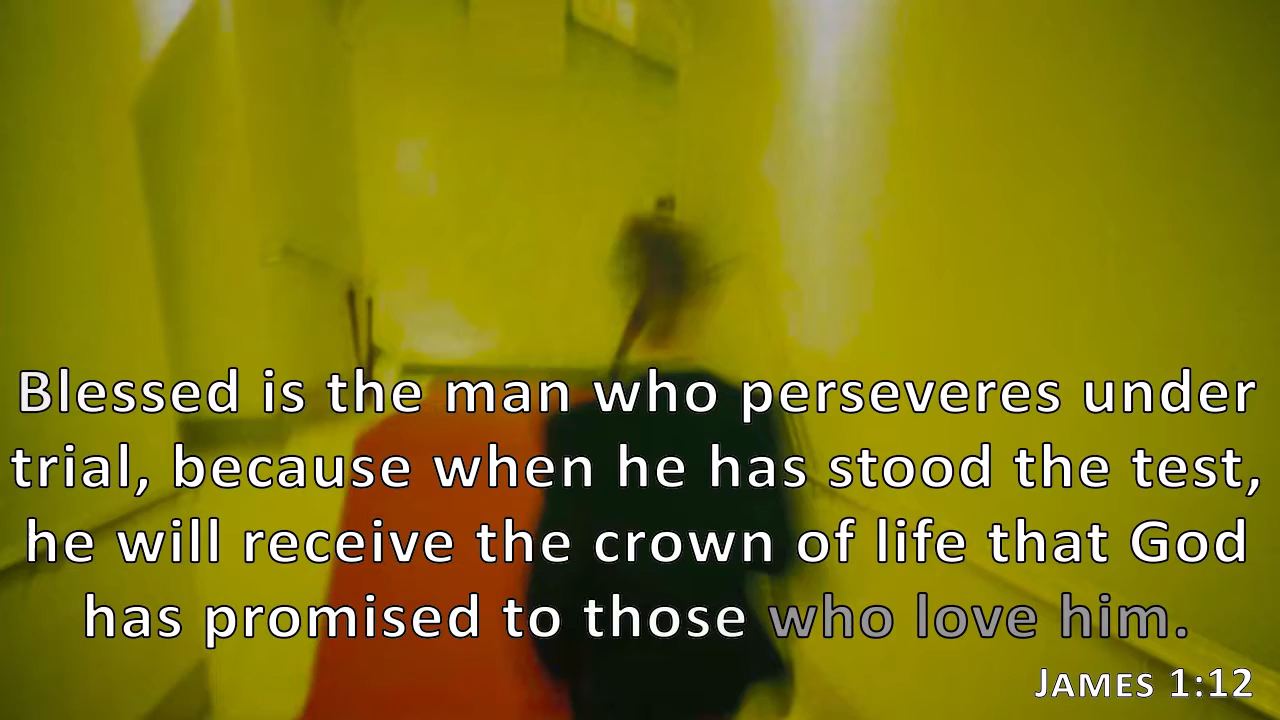 Blessed is the man who perseveres under
trial, because when he has stood the test,
he will receive the crown of life that God
has promised to those who love him.
James 1:12